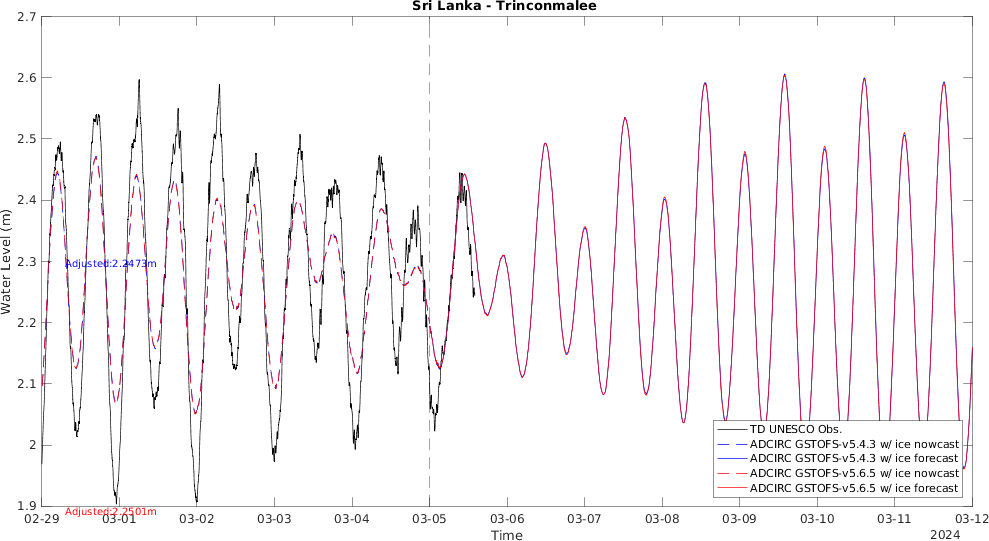 Sri Lanka - Trinconmalee
2.7
2.6
2.5
2.4
2.3
2.2
2.1
2
1.9
Water Level (m)
Adjusted:2.2473m
Adjusted:2.2501m
TD UNESCO Obs.
ADCIRC GSTOFS-v5.4.3 w/ ice nowcast
ADCIRC GSTOFS-v5.4.3 w/ ice forecast
ADCIRC GSTOFS-v5.6.5 w/ ice nowcast
ADCIRC GSTOFS-v5.6.5 w/ ice forecast
02-29 03-01 03-02 03-03 03-04 03-05 03-06 03-07 03-08 03-09 03-10 03-11 03-12
Time
2024